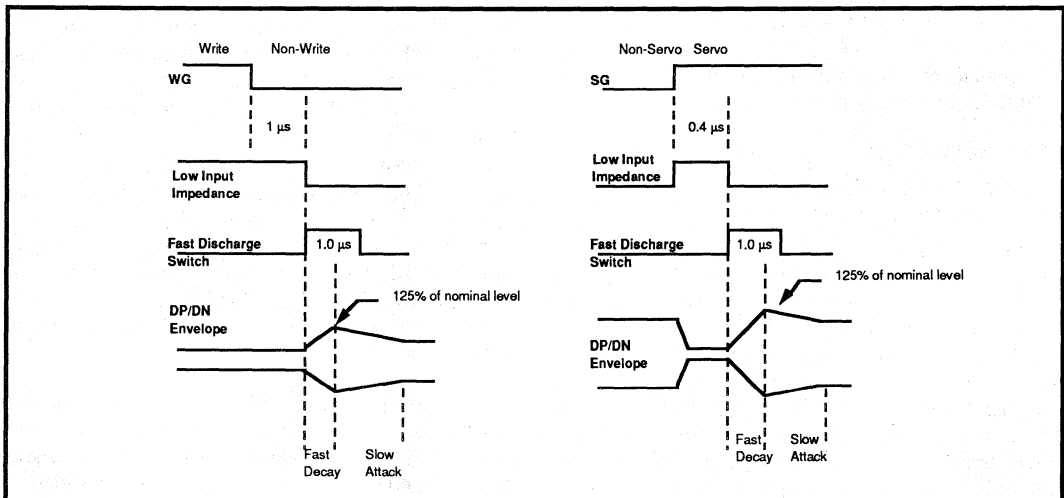 Write Non-Write
WG
1 µs
Low Input
Impedance
Fast Discharge
Switch
1.0 µs
125% of nominal level
DP/DN
Envelope
Fast
Decay
Slow
Attack
Non-Servo Servo
SG
0.4 µs
Low Input
Impedance
Fast Discharge
Switch
1.0 µs
125% of nominal level
DP/DN
Envelope
Fast
Decay
Slow
Attack